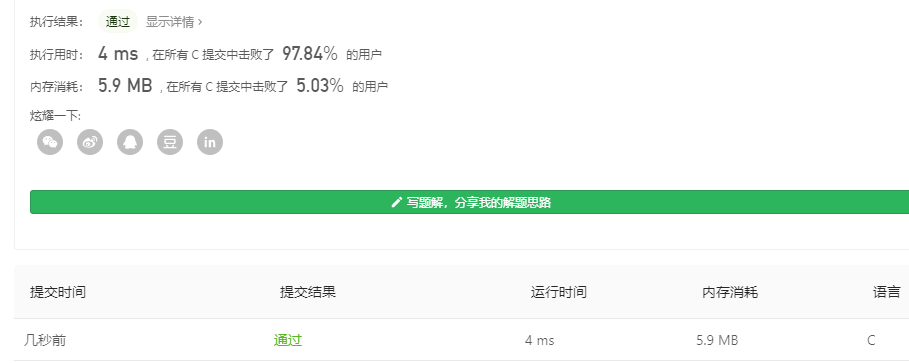 执行结果： 通过 显示详情 ›
执行用时： 4 ms , 在所有 C 提交中击败了 97.84% 的用户
内存消耗： 5.9 MB , 在所有 C 提交中击败了 5.03% 的用户
炫耀一下:
豆 in
写题解，分享我的解题思路
提交时间 提交结果 运行时间 内存消耗 语言
几秒前 通过 4 ms 5.9 MB C